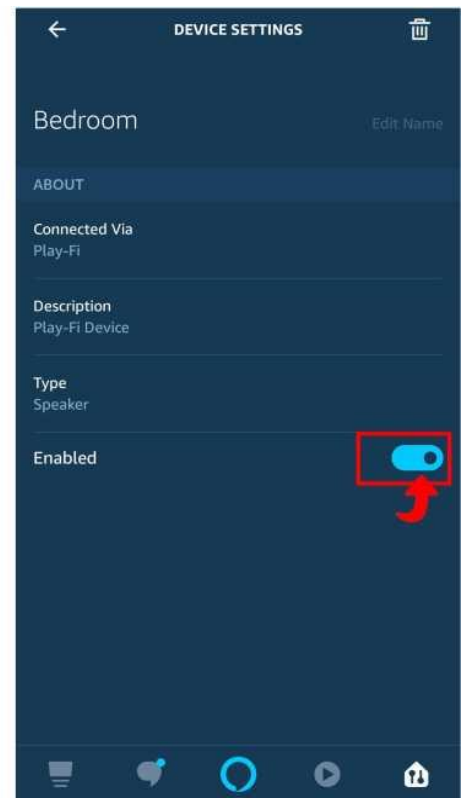 DEVICE SETTINGS
Bedroom
Edit Name
ABOUT
Connected Via
Play-Fi
Description
Play-Fi Device
Type
Speaker
Enabled